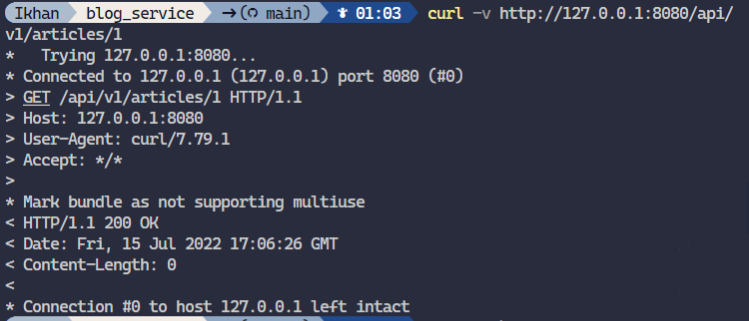 Ikhan blog_service →( main) 01:03 curl -v http://127.0.0.1:8080/api/
v1/articles/1
*   Trying 127.0.0.1:8080...
* Connected to 127.0.0.1 (127.0.0.1) port 8080 (#0)
> GET /api/v1/articles/1 HTTP/1.1
> Host: 127.0.0.1:8080
> User-Agent: curl/7.79.1
> Accept: */*
>
* Mark bundle as not supporting multiuse
< HTTP/1.1 200 OK
< Date: Fri, 15 Jul 2022 17:06:26 GMT
< Content-Length: 0
<
* Connection #0 to host 127.0.0.1 left intact